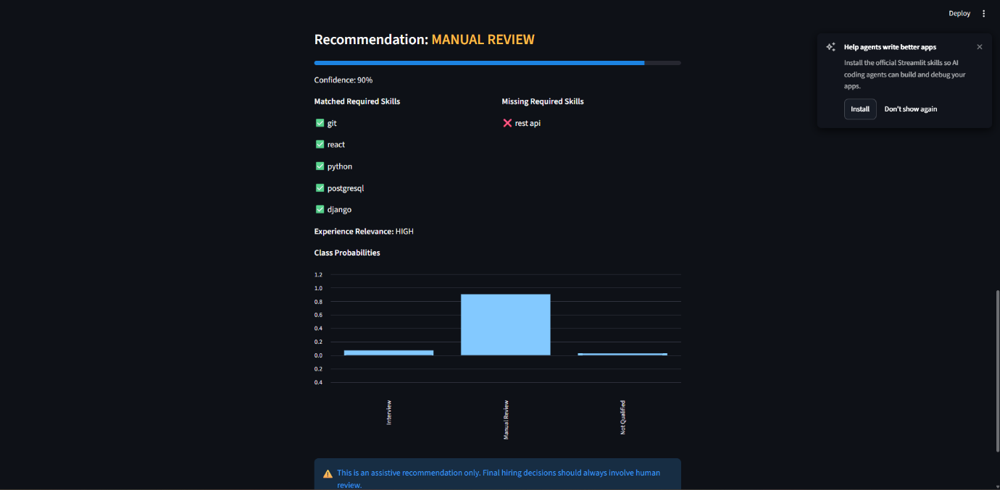 Deploy
Recommendation: MANUAL REVIEW
Help agents write better apps
Install the official Streamlit skills so AI
coding agents can build and debug your
apps.
Install Don't show again
Confidence: 90%
Matched Required Skills
git
react
python
postgresql
django
Missing Required Skills
rest api
Experience Relevance: HIGH
Class Probabilities
1.2
1.0
0.8
0.6
0.4
0.2
0.0
0.2
0.4
Interview
Manual Review
Not Qualified
This is an assistive recommendation only. Final hiring decisions should always involve human
review.